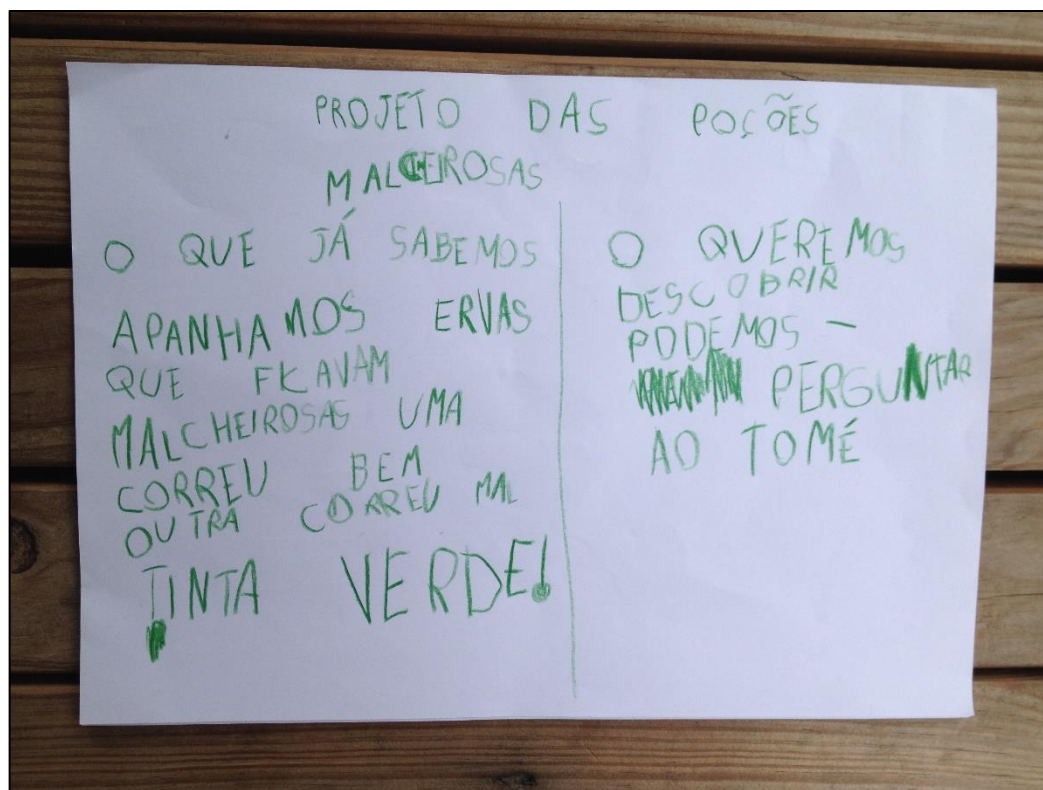 PROJETO DAS POÇÕES
MALCHEIROSAS
O QUE JÁ SABEMOS
APANHAMOS ERVAS
QUE FICAVAM
MALCHEIROSAS UMA
CORREU BEM
OUTRA CORREU MAL
TINTA VERDE!
O QUEREMOS
DESCOBRIR
PODEMOS –
PERGUNTAR
AO TOMÉ